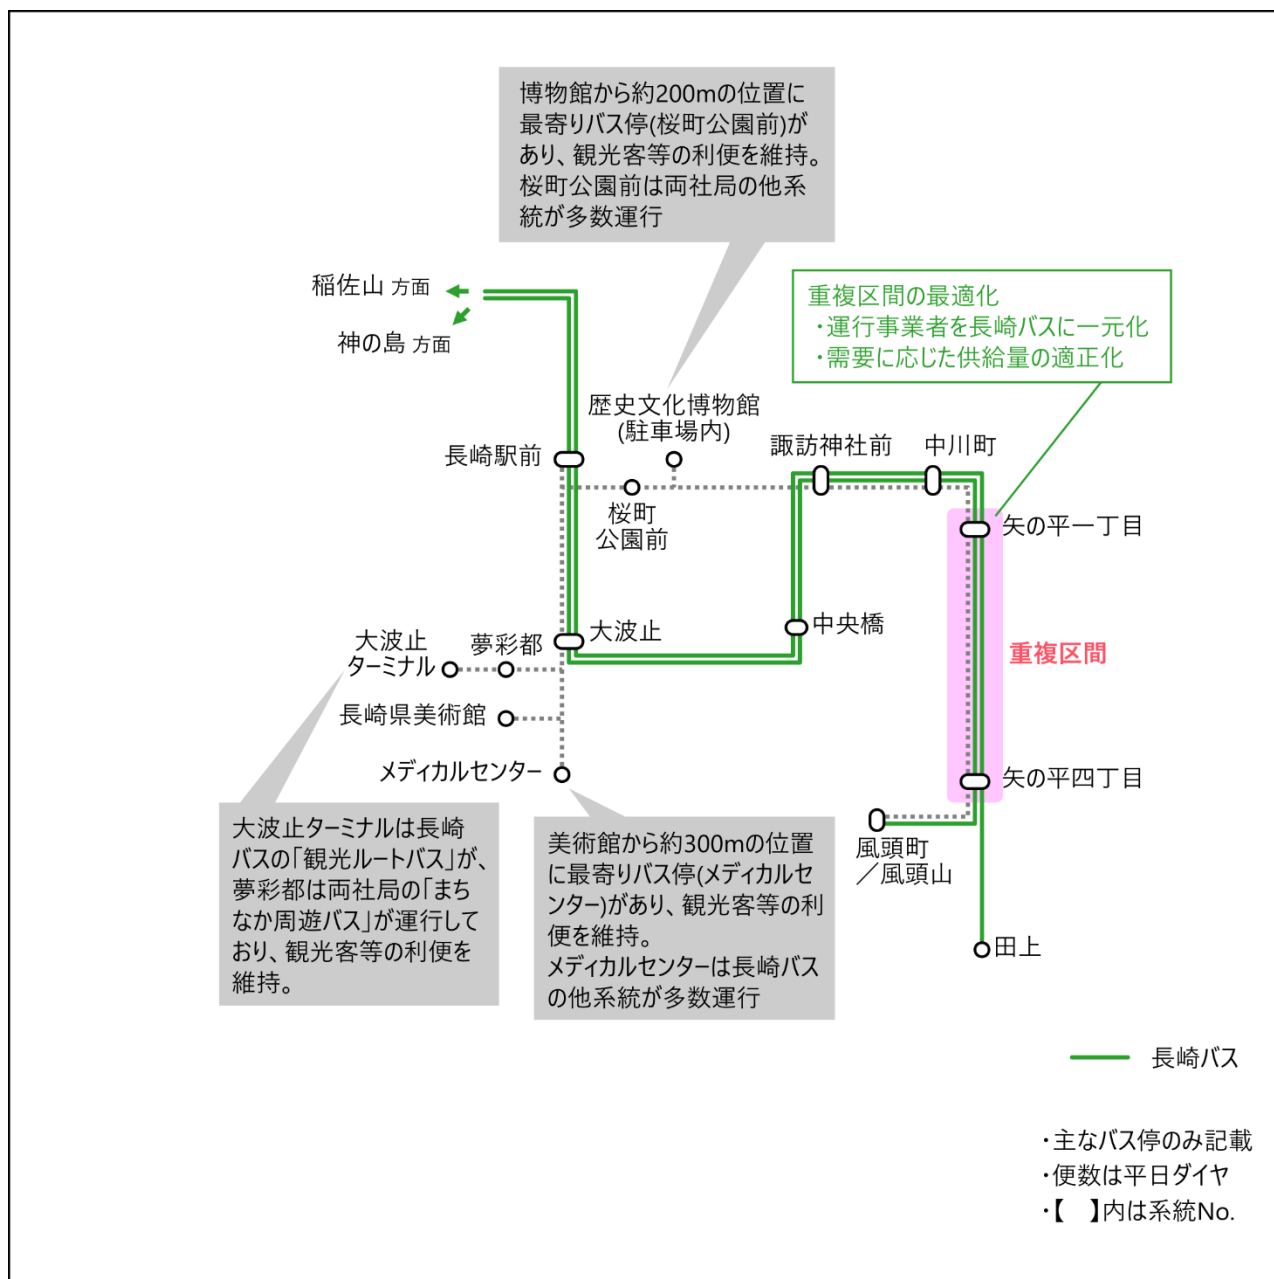 博物館から約200mの位置に
最寄りバス停(桜町公園前)が
あり、観光客等の利便を維持。
桜町公園前は両社局の他系
統が多数運行
稲佐山 方面
神の島 方面
重複区間の最適化
・運行事業者を長崎バスに一元化
・需要に応じた供給量の適正化
歴史文化博物館
(駐車場内)
長崎駅前
諏訪神社前
中川町
桜町
公園前
矢の平一丁目
大波止
中央橋
大波止
ターミナル
夢彩都
重複区間
長崎県美術館
メディカルセンター
矢の平四丁目
風頭町
／風頭山
田上
大波止ターミナルは長崎
バスの「観光ルートバス」が、
夢彩都は両社局の「まち
なか周遊バス」が運行して
おり、観光客等の利便を
維持。
美術館から約300mの位置
に最寄りバス停(メディカルセ
ンター)があり、観光客等の利
便を維持。
メディカルセンターは長崎バス
の他系統が多数運行
長崎バス
・主なバス停のみ記載
・便数は平日ダイヤ
・【　】内は系統No.